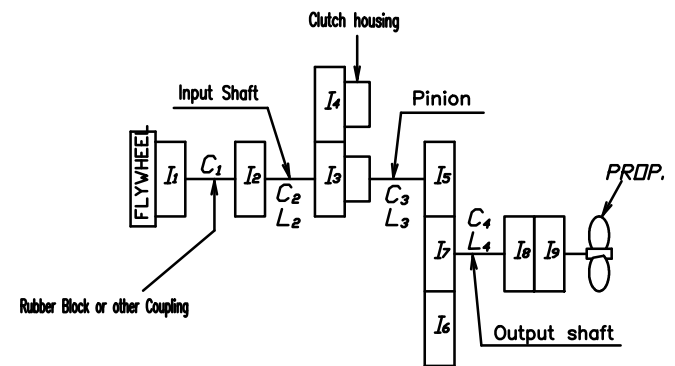 Clutch housing
Input Shaft
Pinion
FLYWHEEL
I1
C1
I2
C2
L2
I4
I3
C3
L3
I5
I7
I6
C4
L4
I8
I9
PROP.
Rubber Block or other Coupling
Output shaft